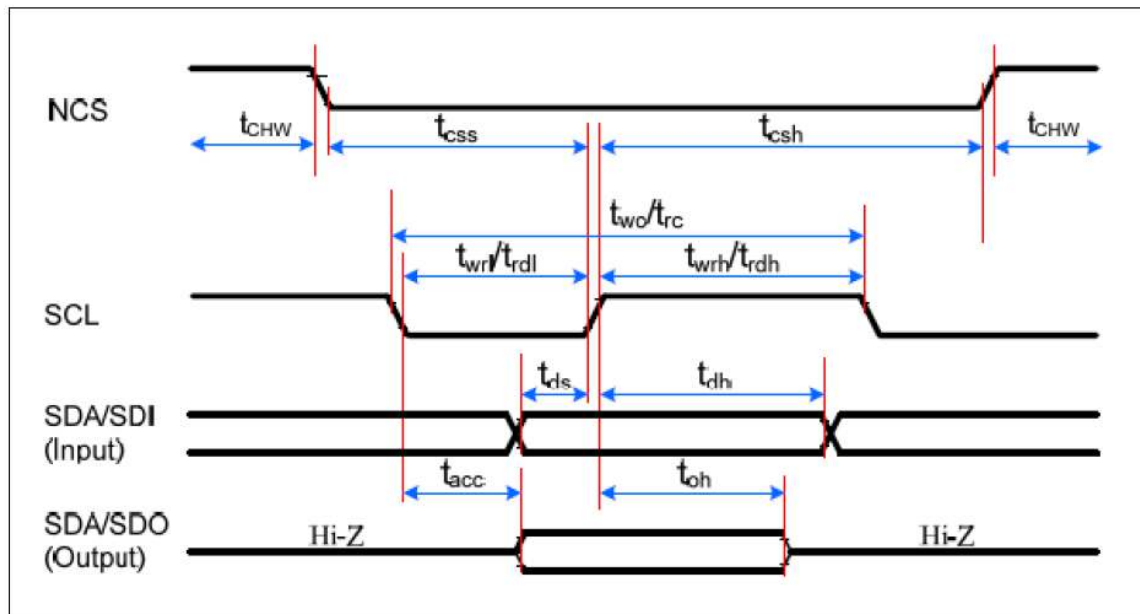 NCS
tCHW
tcss
tcsh
tCHW
two/trc
twrl/trdl
twrh/trdh
SCL
tds
tdh
SDA/SDI
(Input)
tacc
toh
SDA/SDO
(Output)
Hi-Z
Hi-Z